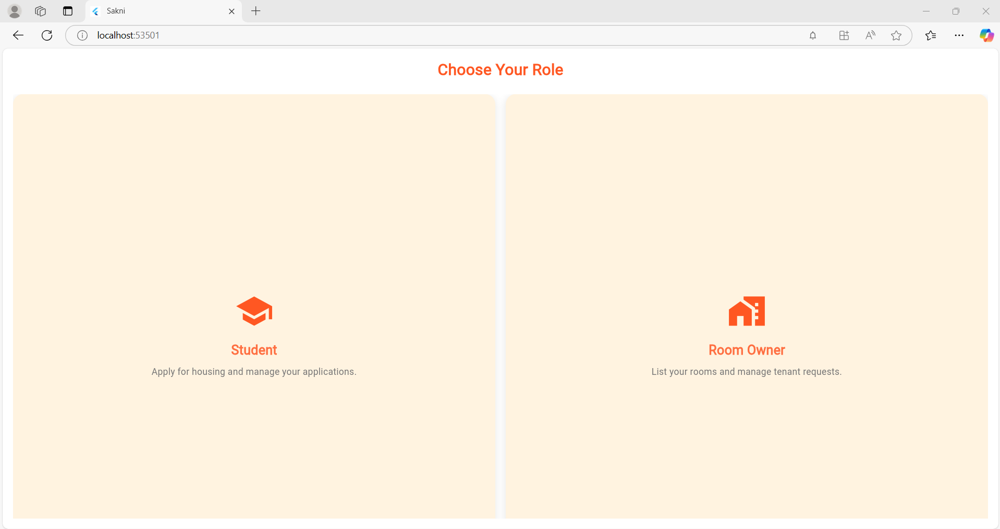 Sakni
localhost:53501
Choose Your Role
Student
Apply for housing and manage your applications.
Room Owner
List your rooms and manage tenant requests.